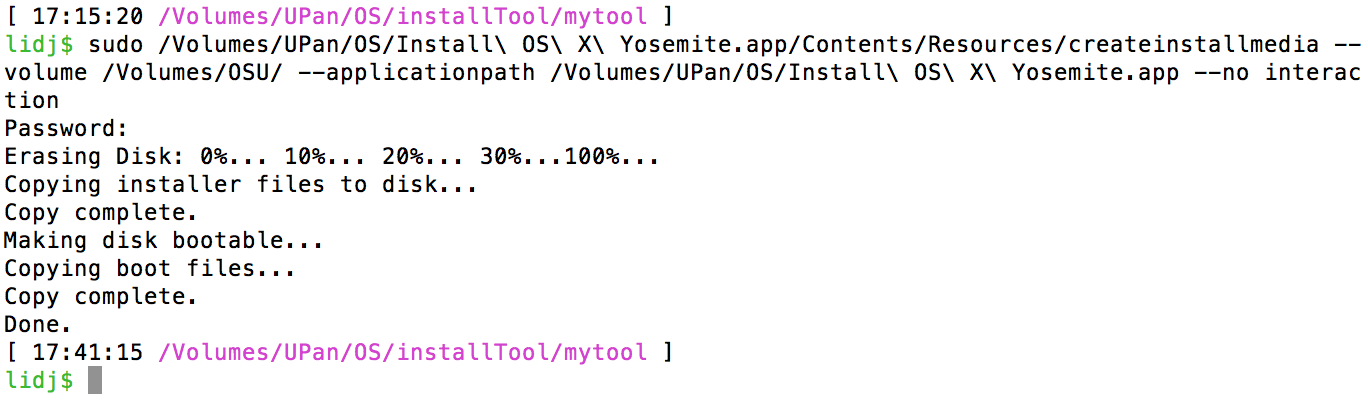 [ 17:15:20 /Volumes/UPan/OS/installTool/mytool ]
lidj$ sudo /Volumes/UPan/OS/Install\ OS\ X\ Yosemite.app/Contents/Resources/createinstallmedia --
volume /Volumes/OSU/ --applicationpath /Volumes/UPan/OS/Install\ OS\ X\ Yosemite.app --no interac
tion
Password:
Erasing Disk: 0%... 10%... 20%... 30%...100%...
Copying installer files to disk...
Copy complete.
Making disk bootable...
Copying boot files...
Copy complete.
Done.
[ 17:41:15 /Volumes/UPan/OS/installTool/mytool ]
lidj$